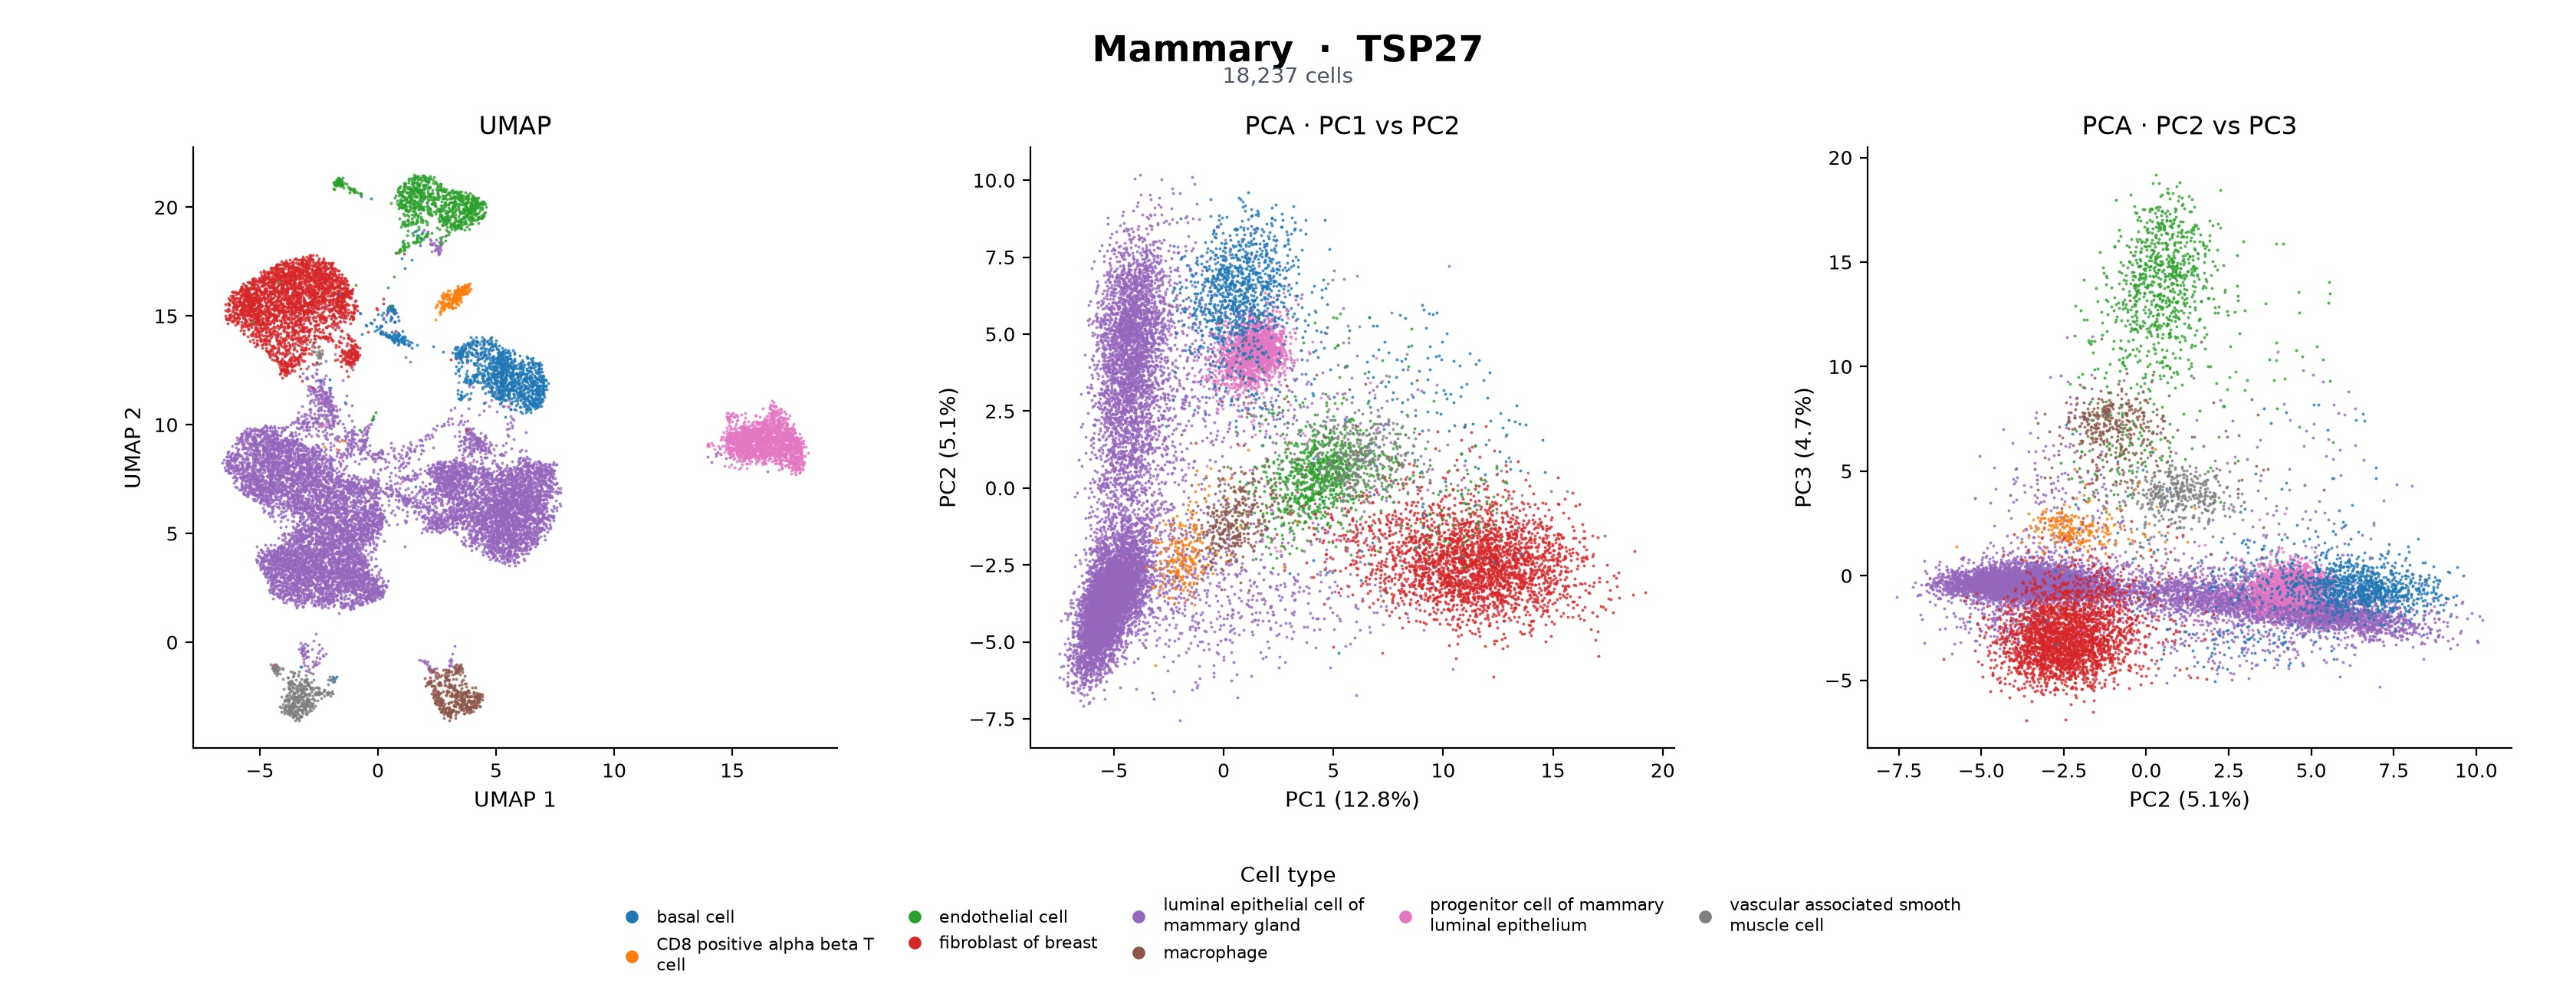 Mammary · TSP27
18,237 cells
UMAP
PCA · PC1 vs PC2
PCA · PC2 vs PC3
UMAP 2
20
15
10
5
0
−5
0
5
10
15
UMAP 1
PC2 (5.1%)
10.0
7.5
5.0
2.5
0.0
−2.5
−5.0
−7.5
−5
0
5
10
15
20
PC1 (12.8%)
PC3 (4.7%)
20
15
10
5
0
−5
−7.5
−5.0
−2.5
0.0
2.5
5.0
7.5
10.0
PC2 (5.1%)
Cell type
basal cell
CD8 positive alpha beta T
cell
endothelial cell
fibroblast of breast
luminal epithelial cell of
mammary gland
macrophage
progenitor cell of mammary
luminal epithelium
vascular associated smooth
muscle cell